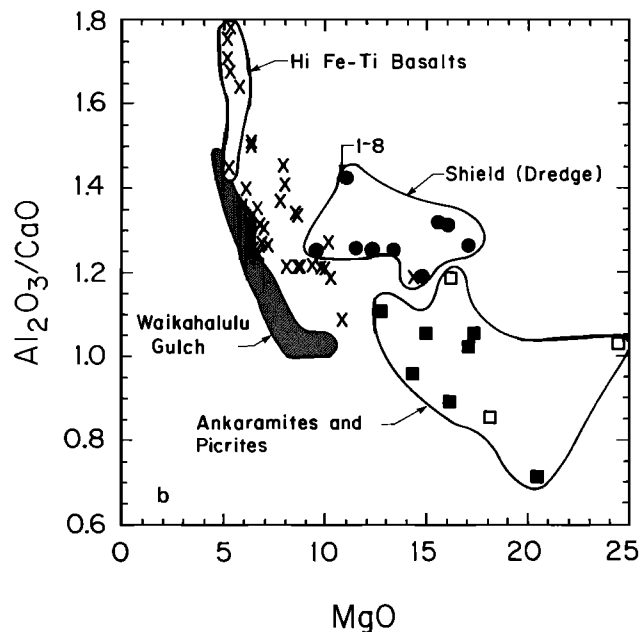 1.8
1.6
1.4
1.2
1.0
0.8
0.6
Al₂O₃/CaO
Hi Fe-Ti Basalts
1-8
Shield (Dredge)
Waikahalulu
Gulch
Ankaramites and
Picrites
b
0 5 10 15 20 25
MgO